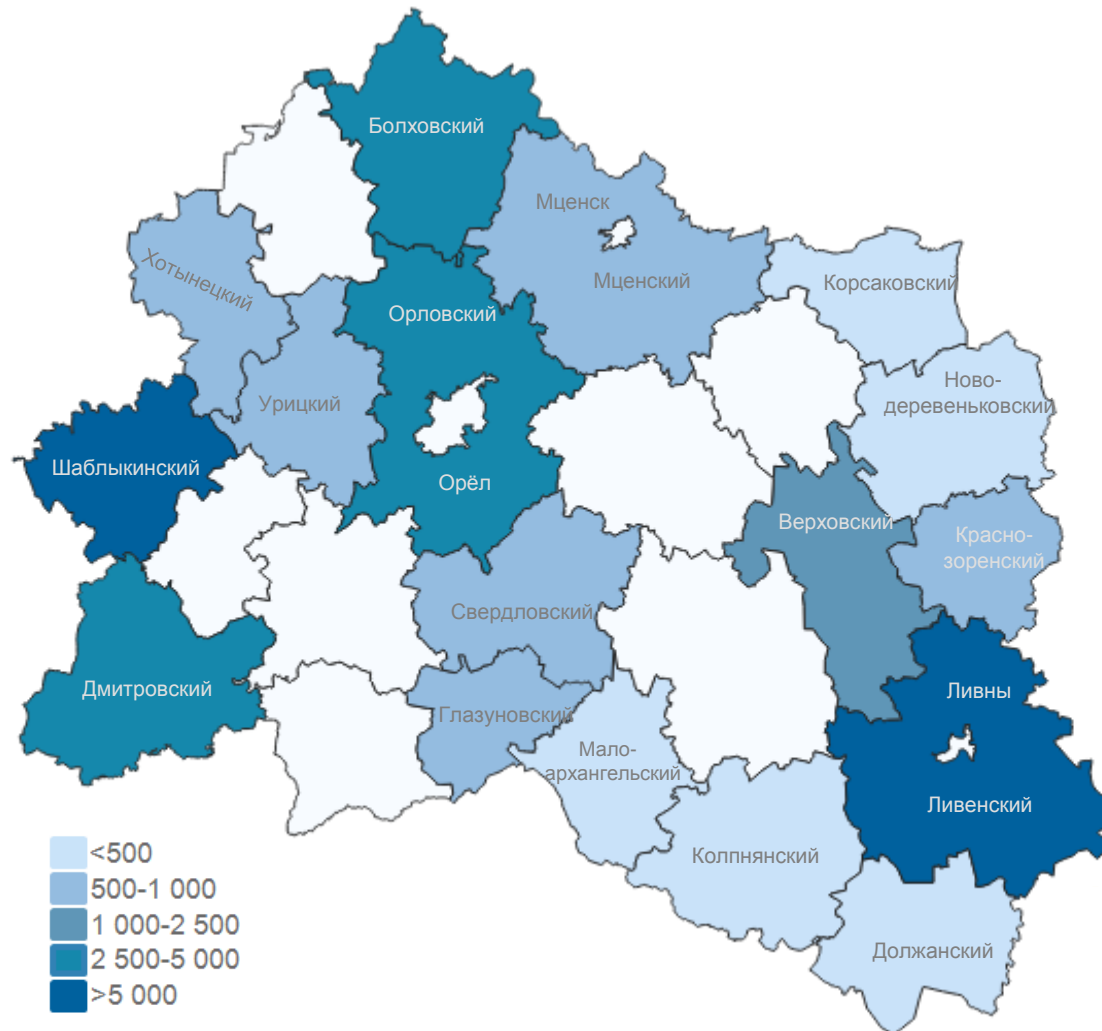 Болховский
Мценск
Хотынецкий
Мценский
Корсаковский
Орловский
Ново-
деревеньковский
Урицкий
Шаблыкинский
Орёл
Верховский
Красно-
зоренский
Свердловский
Дмитровский
Ливны
Глазуновский
Мало-
архангельский
Ливенский
Колпнянский
Должанский
<500
500-1 000
1 000-2 500
2 500-5 000
>5 000